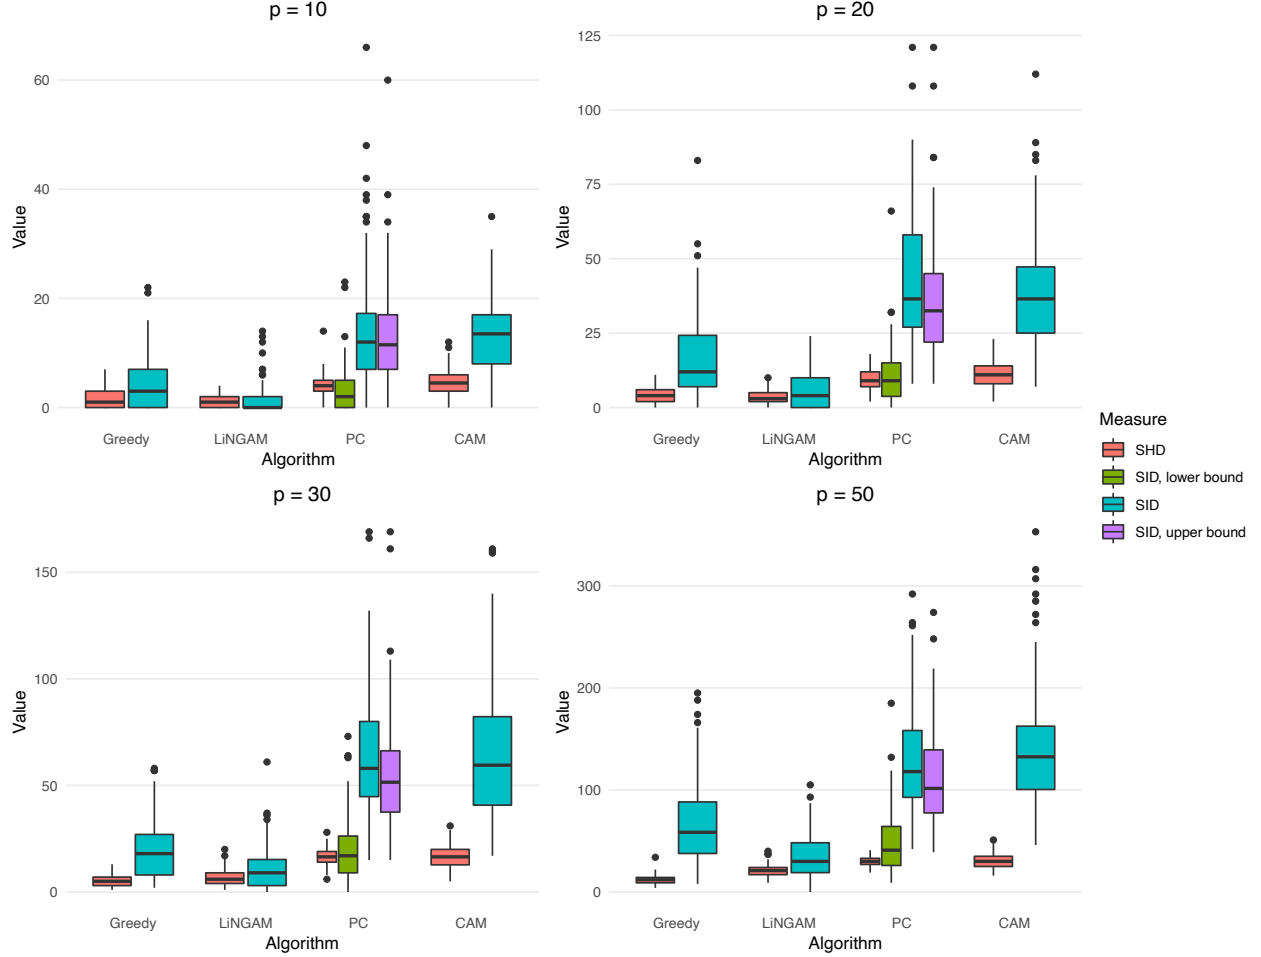 p = 10
60
40
20
0
Value
Greedy
LiNGAM
PC
CAM
Algorithm
p = 20
125
100
75
50
25
0
Value
Greedy
LiNGAM
PC
CAM
Algorithm
p = 30
150
100
50
0
Value
Greedy
LiNGAM
PC
CAM
Algorithm
p = 50
300
200
100
0
Value
Greedy
LiNGAM
PC
CAM
Algorithm
Measure
SHD
SID, lower bound
SID
SID, upper bound